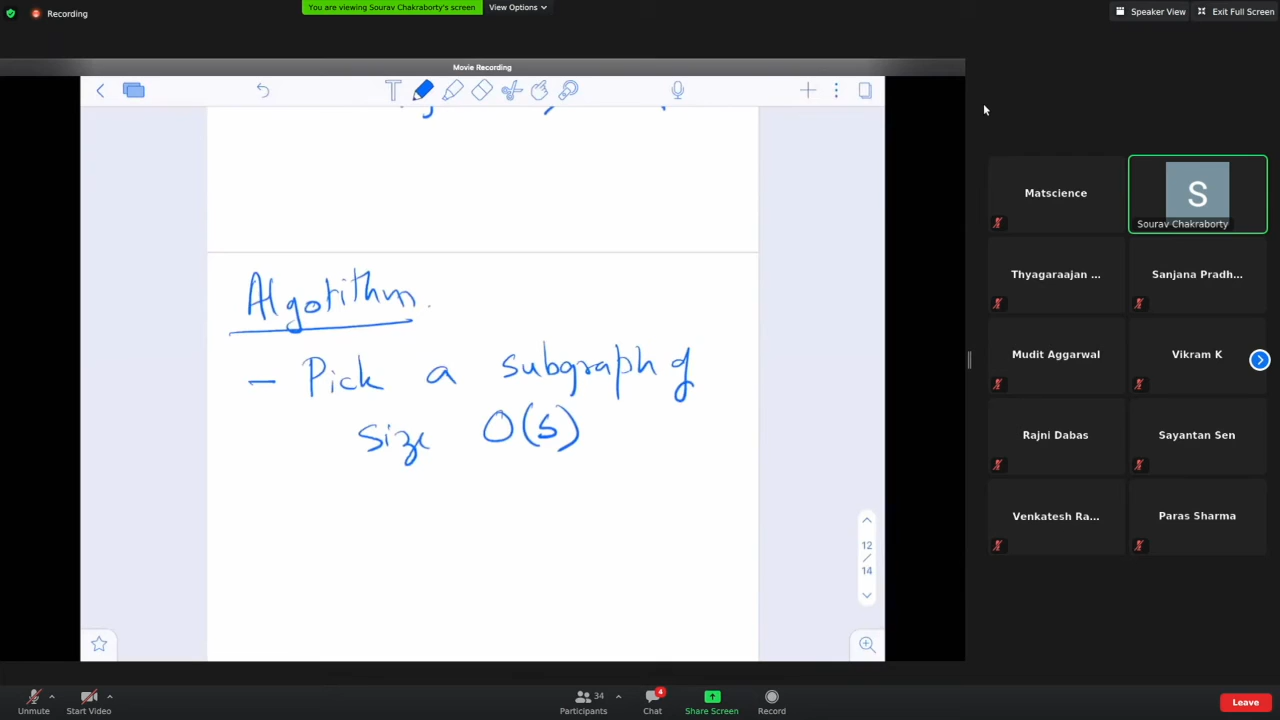 Recording
You are viewing Sourav Chakraborty's screen
View Options
Speaker View
Exit Full Screen
Movie Recording
Algorithm.
- Pick a subgraph of
size O(s)
12
/
14
Matscience
S
Sourav Chakraborty
Thyagaraajan ...
Sanjana Pradh...
Mudit Aggarwal
Vikram K
Rajni Dabas
Sayantan Sen
Venkatesh Ra...
Paras Sharma
Unmute
Start Video
34
Participants
4
Chat
Share Screen
Record
Leave